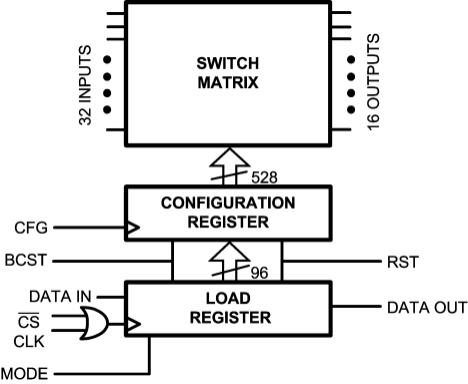 SWITCH
MATRIX
32 INPUTS
16 OUTPUTS
528
CONFIGURATION
REGISTER
CFG
BCST
96
RST
DATA IN
LOAD
REGISTER
DATA OUT
C̅S̅
CLK
MODE